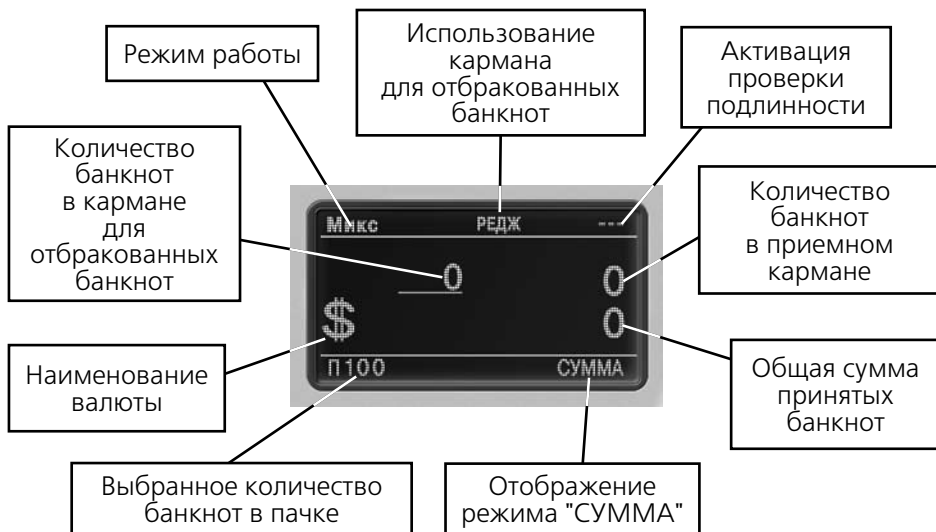 Режим работы
Использование
кармана
для отбракованных
банкнот
Активация
проверки
подлинности
Количество
банкнот
в кармане
для
отбракованных
банкнот
Количество
банкнот
в приемном
кармане
Микс РЕДЖ ---
0 0
$ 0
П100 СУММА
Наименование
валюты
Общая сумма
принятых
банкнот
Выбранное количество
банкнот в пачке
Отображение
режима "СУММА"